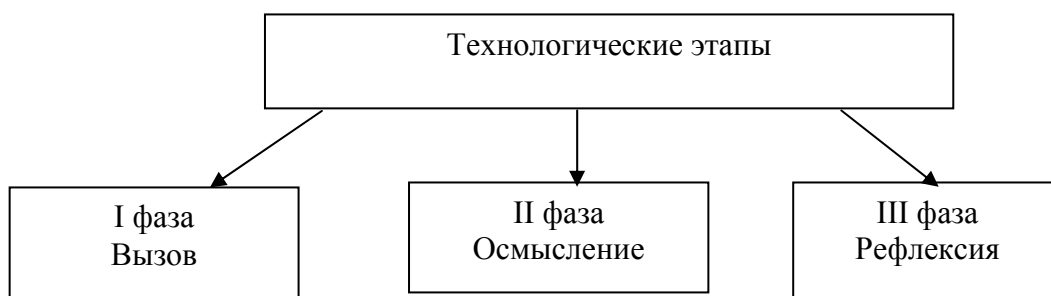 Технологические этапы
I фаза
Вызов
II фаза
Осмысление
III фаза
Рефлексия